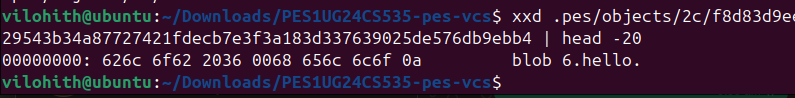 vilohith@ubuntu:~/Downloads/PES1UG24CS535-pes-vcs$ xxd .pes/objects/2c/f8d83d9ee
29543b34a87727421fdecb7e3f3a183d337639025de576db9ebb4 | head -20
00000000: 626c 6f62 2036 0068 656c 6c6f 0a        blob 6.hello.
vilohith@ubuntu:~/Downloads/PES1UG24CS535-pes-vcs$